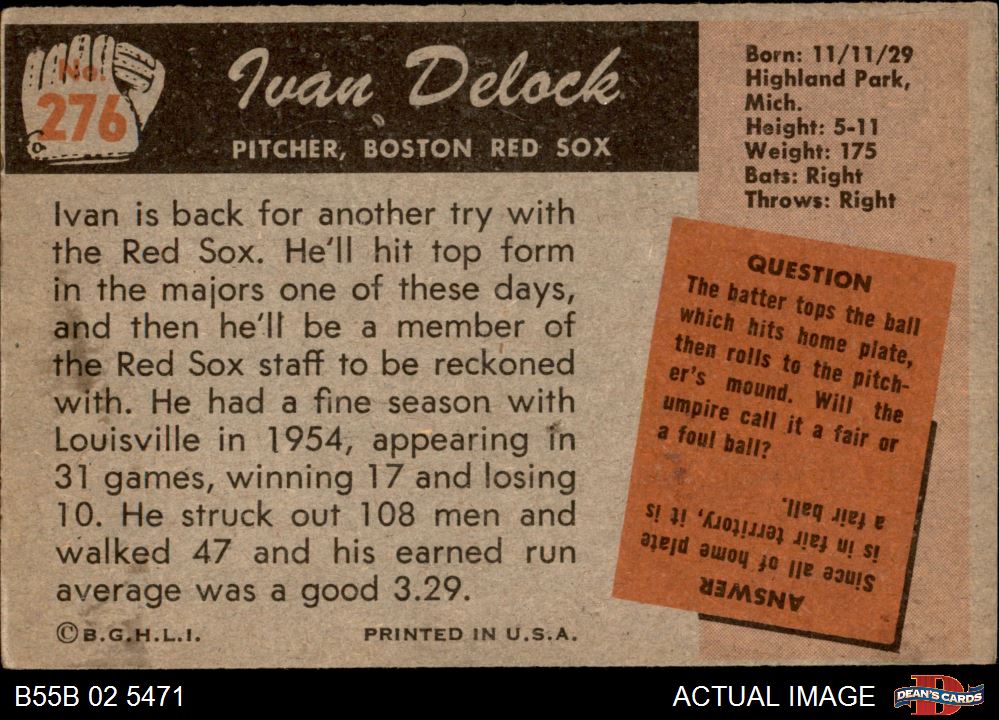 No.
276
Ivan Delock
PITCHER, BOSTON RED SOX
Born: 11/11/29
Highland Park,
Mich.
Height: 5-11
Weight: 175
Bats: Right
Throws: Right
Ivan is back for another try with
the Red Sox. He'll hit top form
in the majors one of these days,
and then he'll be a member of
the Red Sox staff to be reckoned
with. He had a fine season with
Louisville in 1954, appearing in
31 games, winning 17 and losing
10. He struck out 108 men and
walked 47 and his earned run
average was a good 3.29.
©B.G.H.L.I.
PRINTED IN U.S.A.
QUESTION
The batter tops the ball
which hits home plate,
then rolls to the pitch-
er's mound. Will the
umpire call it a fair or
a foul ball?
ANSWER
Since all of home plate
is in fair territory, it is
a fair ball.
B55B 02 5471
ACTUAL IMAGE
D
DEAN'S CARDS